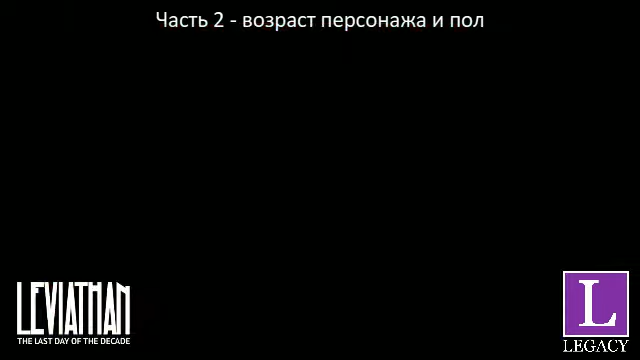 Часть 2 - возраст персонажа и пол
LEVIATHAN
THE LAST DAY OF THE DECADE
L
LEGACY